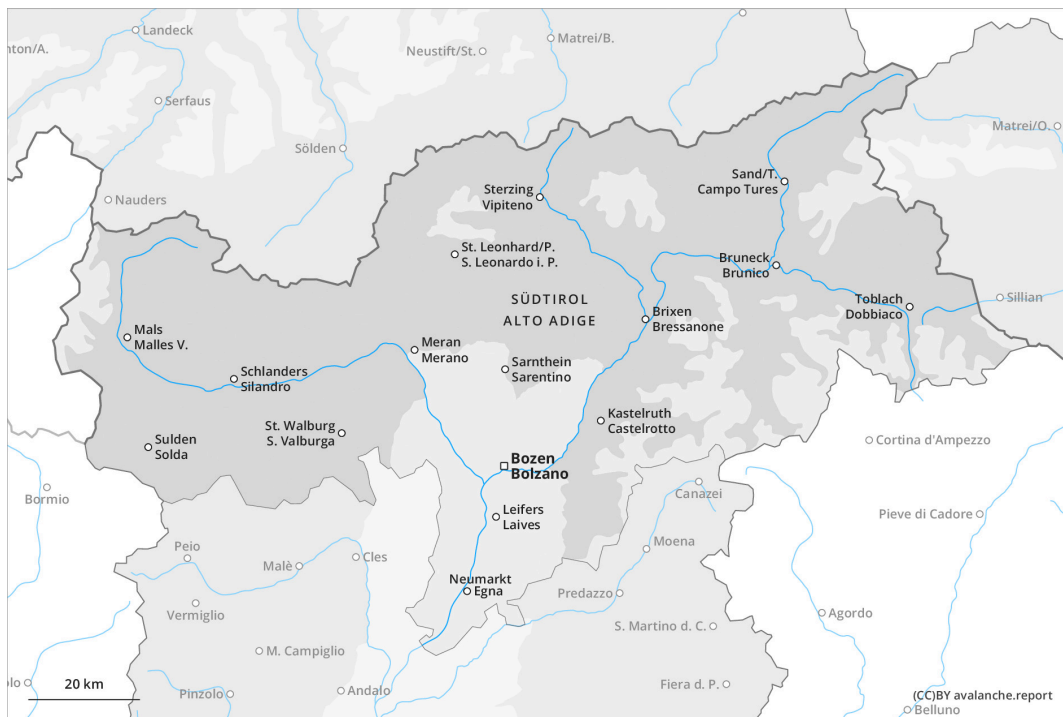 Landeck
nton/A.
Neustift/St.
Matrei/B.
Serfaus
Matrei/O.
Sölden
Nauders
Sterzing
Vipiteno
Sand/T.
Campo Tures
St. Leonhard/P.
S. Leonardo i. P.
Bruneck
Brunico
SÜDTIROL
ALTO ADIGE
Toblach
Dobbiaco
Sillian
Brixen
Bressanone
Mals
Malles V.
Meran
Merano
Sarnthein
Sarentino
Schlanders
Silandro
Kastelruth
Castelrotto
St. Walburg
S. Valburga
Sulden
Solda
Cortina d'Ampezzo
Bozen
Bolzano
Bormio
Canazei
Leifers
Laives
Pieve di Cadore
Moena
Peio
Malè
Cles
Neumarkt
Egna
Predazzo
Vermiglio
Agordo
S. Martino d. C.
M. Campiglio
olo
20 km
Pinzolo
Andalo
Fiera d. P.
(CC)BY avalanche.report
Belluno